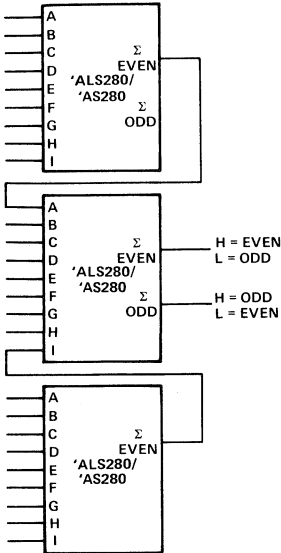 A
B
C
D
E
F
G
H
I
Σ
EVEN
'ALS280/
'AS280
Σ
ODD
A
B
C
D
E
F
G
H
I
Σ
EVEN
'ALS280/
'AS280
Σ
ODD
H = EVEN
L = ODD
H = ODD
L = EVEN
A
B
C
D
E
F
G
H
I
Σ
EVEN
'ALS280/
'AS280